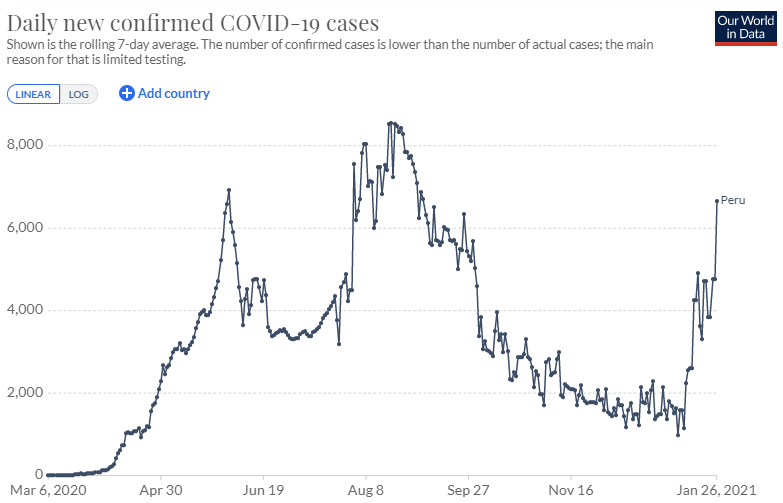 Daily new confirmed COVID-19 cases
Shown is the rolling 7-day average. The number of confirmed cases is lower than the number of actual cases; the main
reason for that is limited testing.
Our World
in Data
LINEAR LOG
Add country
8,000
6,000
4,000
2,000
0
Peru
Mar 6, 2020 Apr 30 Jun 19 Aug 8 Sep 27 Nov 16 Jan 26, 2021